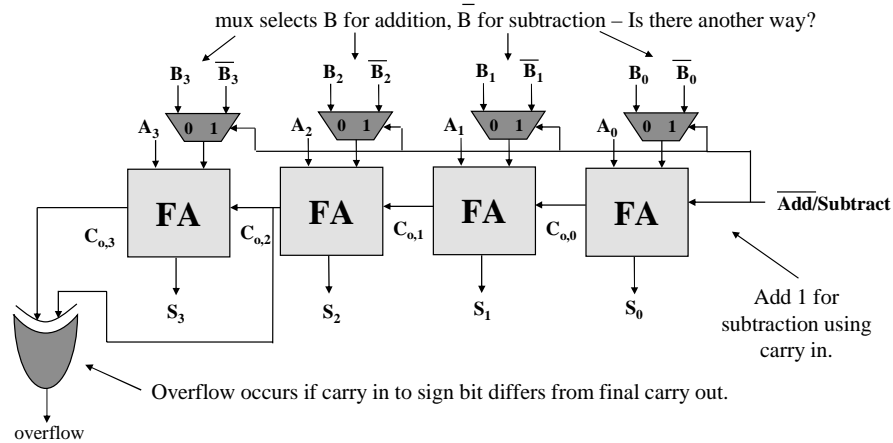 mux selects B for addition, B̅ for subtraction – Is there another way?
B₃ B̅₃ B₂ B̅₂ B₁ B̅₁ B₀ B̅₀
A₃ 0 1 A₂ 0 1 A₁ 0 1 A₀ 0 1
FA FA FA FA A̅d̅d̅/Subtract
Cₒ,₃ Cₒ,₂ Cₒ,₁ Cₒ,₀
S₃ S₂ S₁ S₀
Add 1 for
subtraction using
carry in.
Overflow occurs if carry in to sign bit differs from final carry out.
overflow